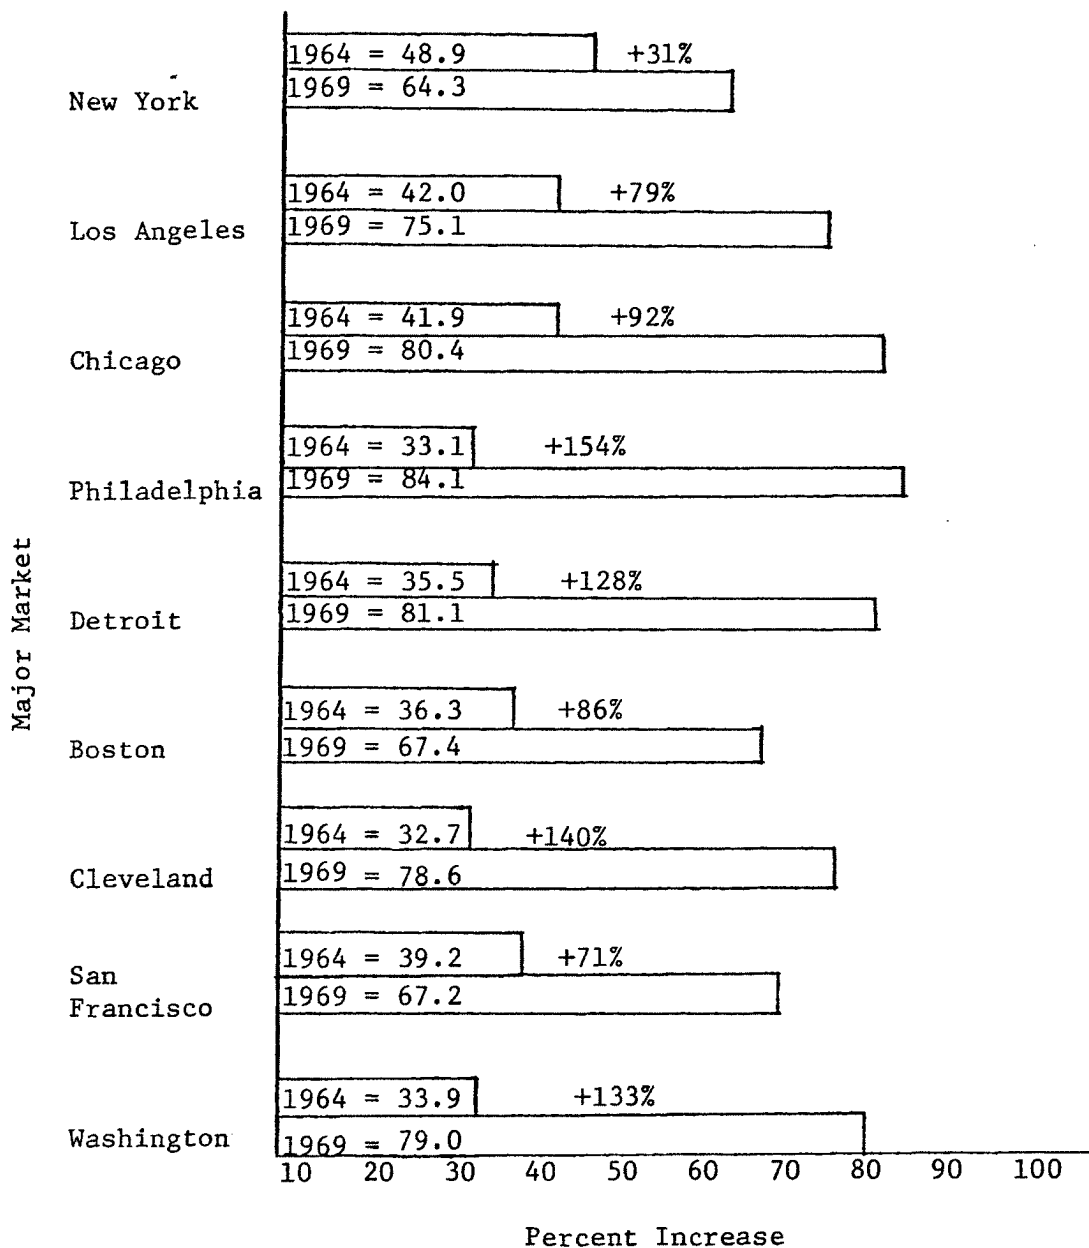 1964 = 48.9 +31%
New York 1969 = 64.3
1964 = 42.0 +79%
Los Angeles 1969 = 75.1
1964 = 41.9 +92%
Chicago 1969 = 80.4
1964 = 33.1 +154%
Philadelphia 1969 = 84.1
1964 = 35.5 +128%
Detroit 1969 = 81.1
Major Market
1964 = 36.3 +86%
Boston 1969 = 67.4
1964 = 32.7 +140%
Cleveland 1969 = 78.6
1964 = 39.2 +71%
San
Francisco 1969 = 67.2
1964 = 33.9 +133%
Washington 1969 = 79.0
10 20 30 40 50 60 70 80 90 100
Percent Increase